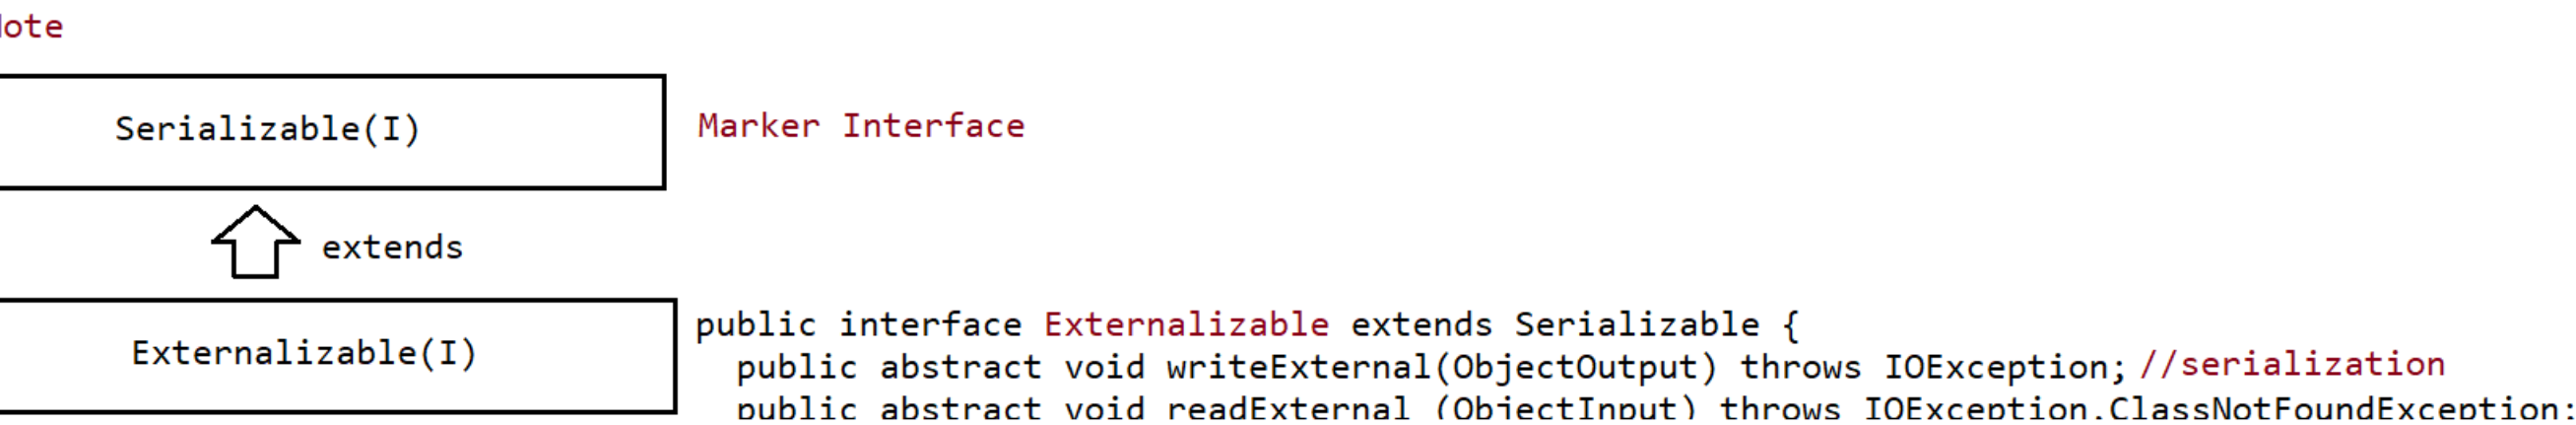 ote
Serializable(I)
Marker Interface
extends
Externalizable(I)
public interface Externalizable extends Serializable {
public abstract void writeExternal(ObjectOutput) throws IOException; //serialization
public abstract void readExternal (ObjectInput) throws IOException.ClassNotFoundException;